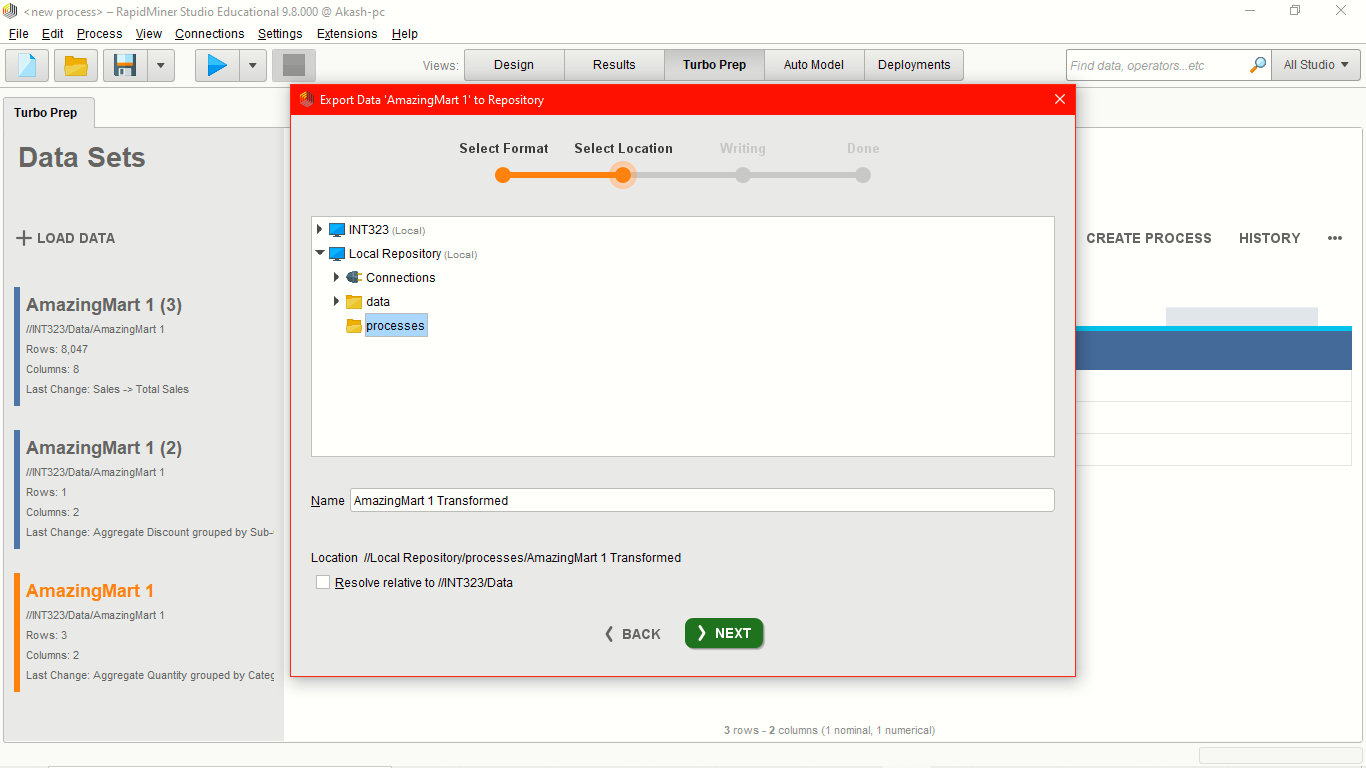 <new process> – RapidMiner Studio Educational 9.8.000 @ Akash-pc
File Edit Process View Connections Settings Extensions Help
Views: Design Results Turbo Prep Auto Model Deployments
Find data, operators...etc
All Studio
Turbo Prep
Data Sets
LOAD DATA
AmazingMart 1 (3)
//INT323/Data/AmazingMart 1
Rows: 8,047
Columns: 8
Last Change: Sales -> Total Sales
AmazingMart 1 (2)
//INT323/Data/AmazingMart 1
Rows: 1
Columns: 2
Last Change: Aggregate Discount grouped by Sub-
AmazingMart 1
//INT323/Data/AmazingMart 1
Rows: 3
Columns: 2
Last Change: Aggregate Quantity grouped by Categ
Export Data 'AmazingMart 1' to Repository
Select Format Select Location Writing Done
INT323 (Local)
Local Repository (Local)
Connections
data
processes
Name AmazingMart 1 Transformed
Location //Local Repository/processes/AmazingMart 1 Transformed
Resolve relative to //INT323/Data
BACK NEXT
CREATE PROCESS HISTORY •••
3 rows - 2 columns (1 nominal, 1 numerical)